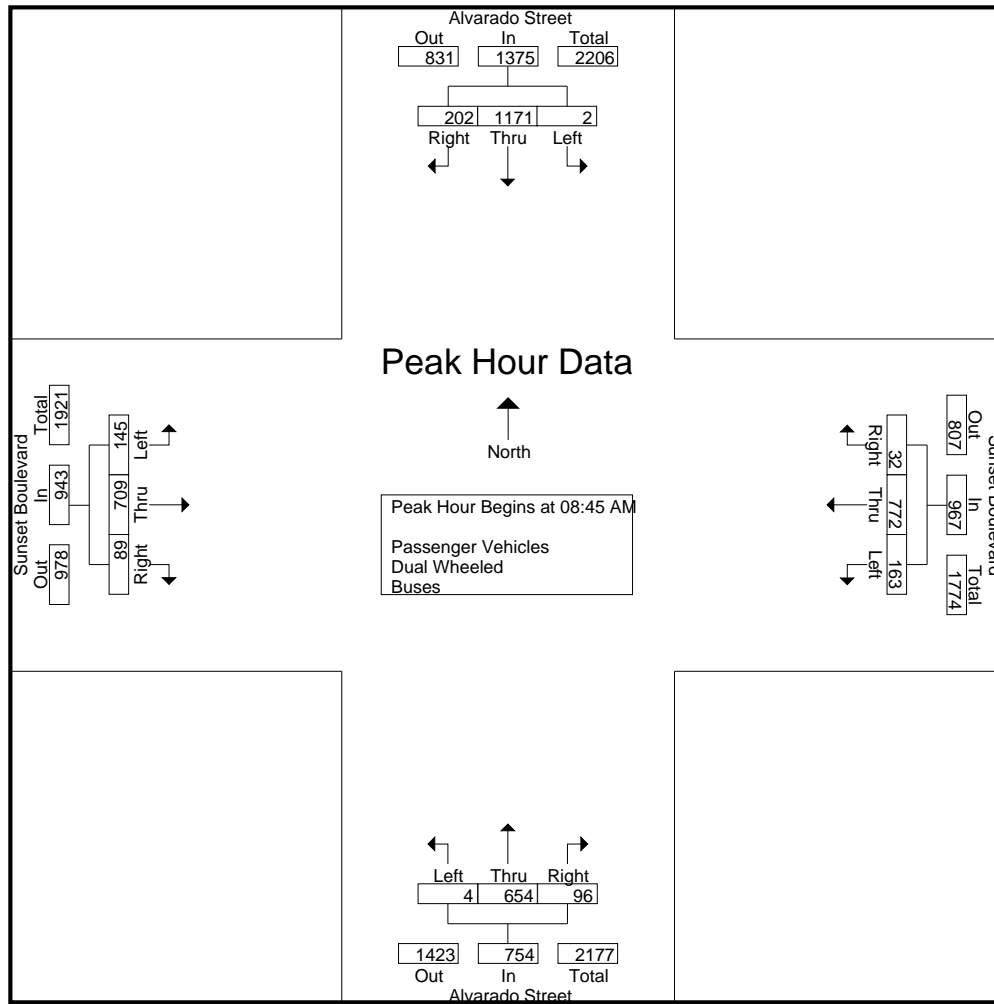 Alvarado Street
Out In Total
831 1375 2206
202 1171 2
Right Thru Left
Peak Hour Data
North
Peak Hour Begins at 08:45 AM
Passenger Vehicles
Dual Wheeled
Buses
Sunset Boulevard
Out In Total
978 943 1921
89 709 145
Right Thru Left
Sunset Boulevard
Out In Total
807 967 1774
32 772 163
Right Thru Left
Left Thru Right
4 654 96
1423 754 2177
Out In Total
Alvarado Street